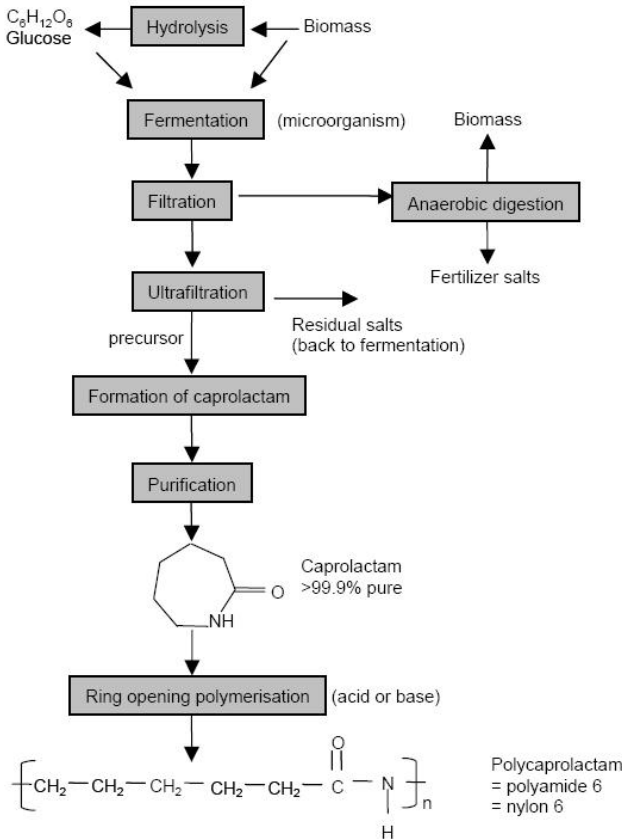 C₆H₁₂O₆
Glucose
Hydrolysis
Biomass
Fermentation
(microorganism)
Biomass
Filtration
Anaerobic digestion
Fertilizer salts
Ultrafiltration
Residual salts
(back to fermentation)
precursor
Formation of caprolactam
Purification
Caprolactam
>99.9% pure
O
NH
Ring opening polymerisation
(acid or base)
O
CH₂—CH₂—CH₂—CH₂—CH₂—C—N
n
H
Polycaprolactam
= polyamide 6
= nylon 6